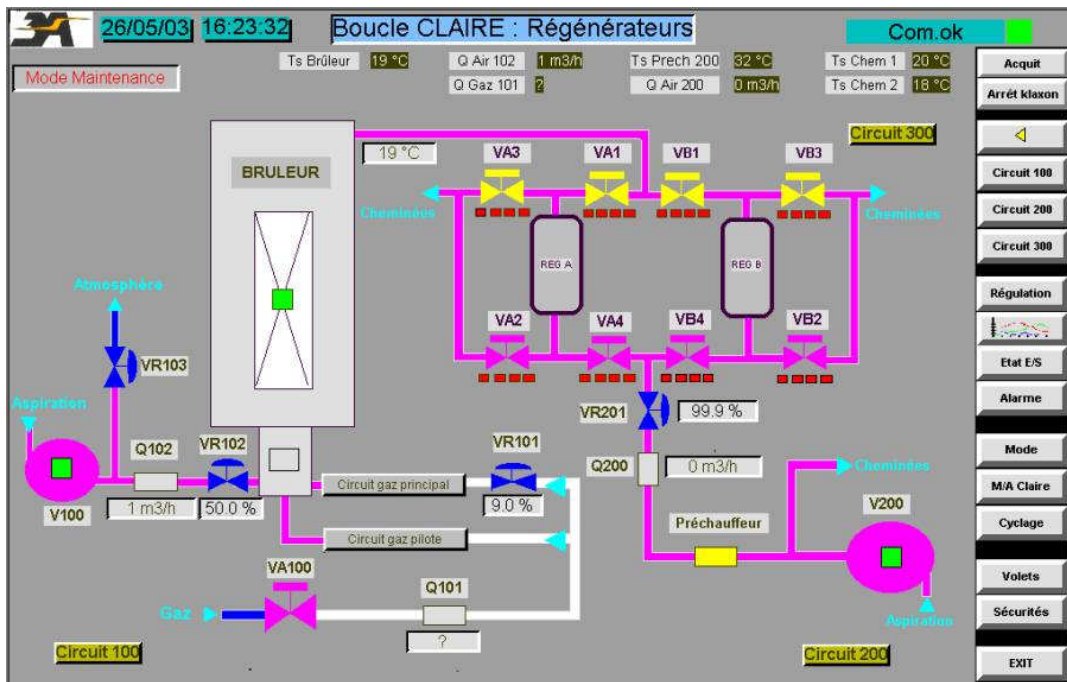 3A
26/05/03 16:23:32 Boucle CLAIRE : Régénérateurs Com.ok
Mode Maintenance
Ts Brûleur 19 °C Q Air 102 1 m3/h Ts Prech 200 32 °C Ts Chem 1 20 °C
Q Gaz 101 ? Q Air 200 0 m3/h Ts Chem 2 18 °C
Circuit 300
19 °C VA3 VA1 VB1 VB3
BRULEUR
Cheminées Cheminées
REG A REG B
Atmosphère
VA2 VA4 VB4 VB2
VR103
Aspiration
VR201 99.9 %
Q102 VR102 VR101
Q200 0 m3/h Cheminées
Circuit gaz principal
V100 1 m3/h 50.0 % 9.0 % V200
Préchauffeur
Circuit gaz pilote
VA100 Q101
Gaz Aspiration
?
Circuit 100 Circuit 200
Acquit
Arrét klaxon
Circuit 100
Circuit 200
Circuit 300
Régulation
Etat E/S
Alarme
Mode
M/A Claire
Cyclage
Volets
Sécurités
EXIT